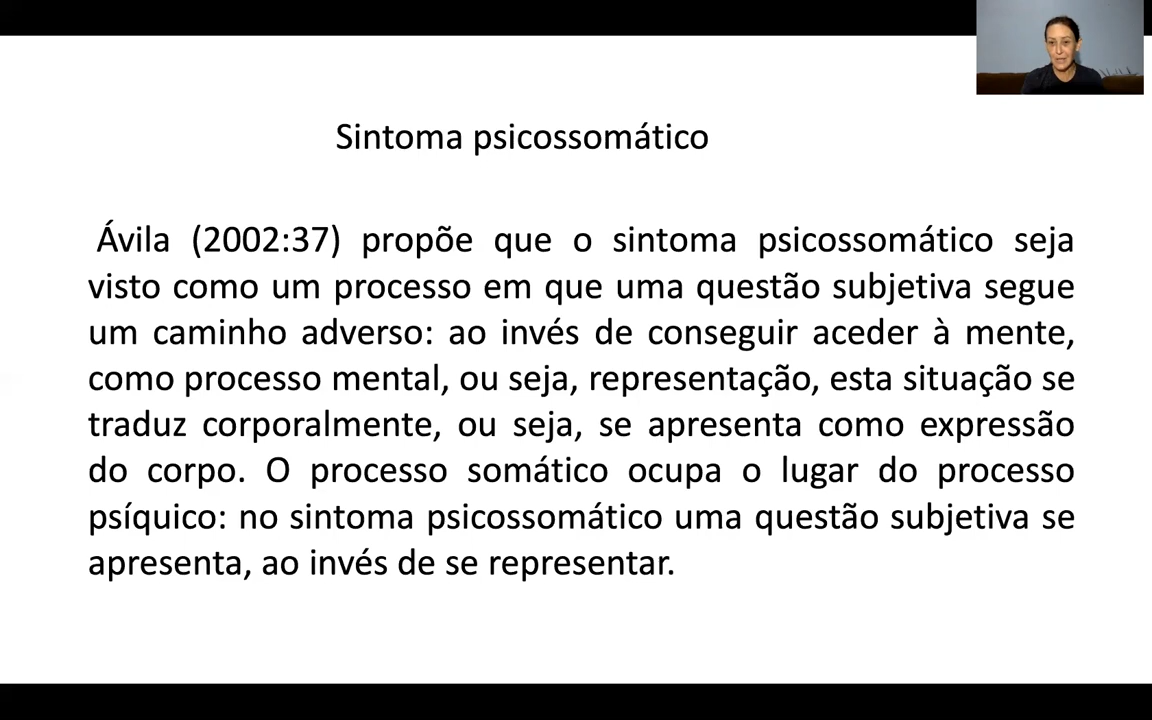 Sintoma psicossomático
Ávila (2002:37) propõe que o sintoma psicossomático seja
visto como um processo em que uma questão subjetiva segue
um caminho adverso: ao invés de conseguir aceder à mente,
como processo mental, ou seja, representação, esta situação se
traduz corporalmente, ou seja, se apresenta como expressão
do corpo. O processo somático ocupa o lugar do processo
psíquico: no sintoma psicossomático uma questão subjetiva se
apresenta, ao invés de se representar.